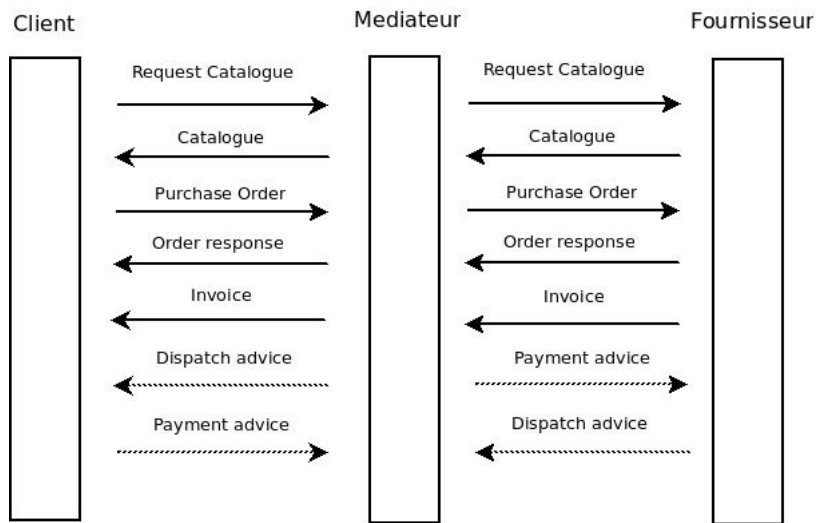 Client
Mediateur
Fournisseur
Request Catalogue
Request Catalogue
Catalogue
Catalogue
Purchase Order
Purchase Order
Order response
Order response
Invoice
Invoice
Dispatch advice
Payment advice
Payment advice
Dispatch advice